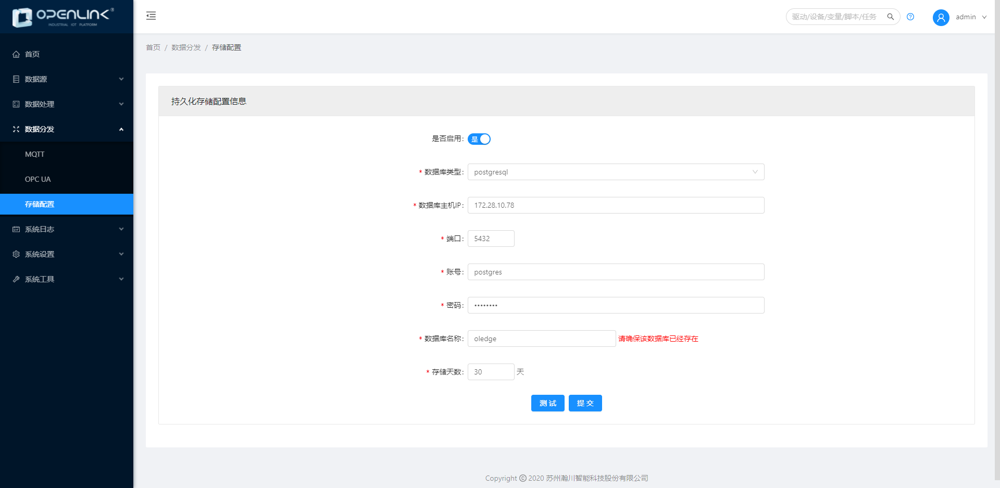 OPENLINK®
INDUSTRIAL IOT PLATFORM
驱动/设备/变量/脚本/任务
admin
首页
数据源
数据处理
数据分发
MQTT
OPC UA
存储配置
系统日志
系统设置
系统工具
首页 / 数据分发 / 存储配置
持久化存储配置信息
是否启用: 是
* 数据库类型: postgresql
* 数据库主机IP: 172.28.10.78
* 端口: 5432
* 账号: postgres
* 密码: ••••••••
* 数据库名称: oledge 请确保该数据库已经存在
* 存储天数: 30 天
测试 提交
Copyright © 2020 苏州瀚川智能科技股份有限公司